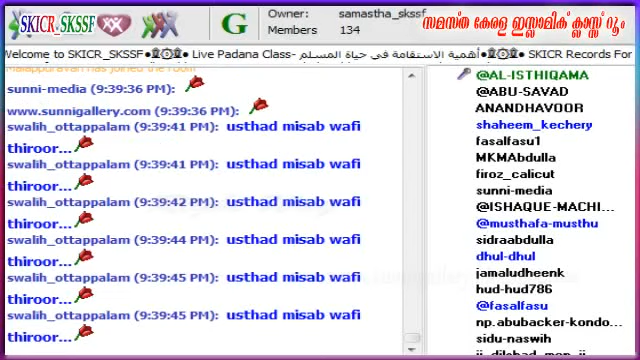 SKICR SKSSF
G
Owner: samastha_skssf
Members 134
സമസ്ത കേരള ഇസ്ലാമിക് ക്ലാസ്സ് റൂം
Welcome to SKICR_SKSSF Live Padana Class- أهمية الاستقامة في حياة المسلم SKICR Records For
Malappuravan has joined the room
sunni-media (9:39:36 PM):
www.sunnigallery.com (9:39:36 PM):
swalih_ottappalam (9:39:41 PM): usthad misab wafi
thiroor...
swalih_ottappalam (9:39:41 PM): usthad misab wafi
thiroor...
swalih_ottappalam (9:39:42 PM): usthad misab wafi
thiroor...
swalih_ottappalam (9:39:44 PM): usthad misab wafi
thiroor...
swalih_ottappalam (9:39:45 PM): usthad misab wafi
thiroor...
swalih_ottappalam (9:39:45 PM): usthad misab wafi
thiroor...
@AL-ISTHIQAMA
@ABU-SAVAD
ANANDHAVOOR
shaheem_kechery
fasalfasu1
MKMAbdulla
firoz_calicut
sunni-media
@ISHAQUE-MACHI...
@musthafa-musthu
sidraabdulla
dhul-dhul
jamaludheenk
hud-hud786
@fasalfasu
np.abubacker-kondo...
sidu-naswih